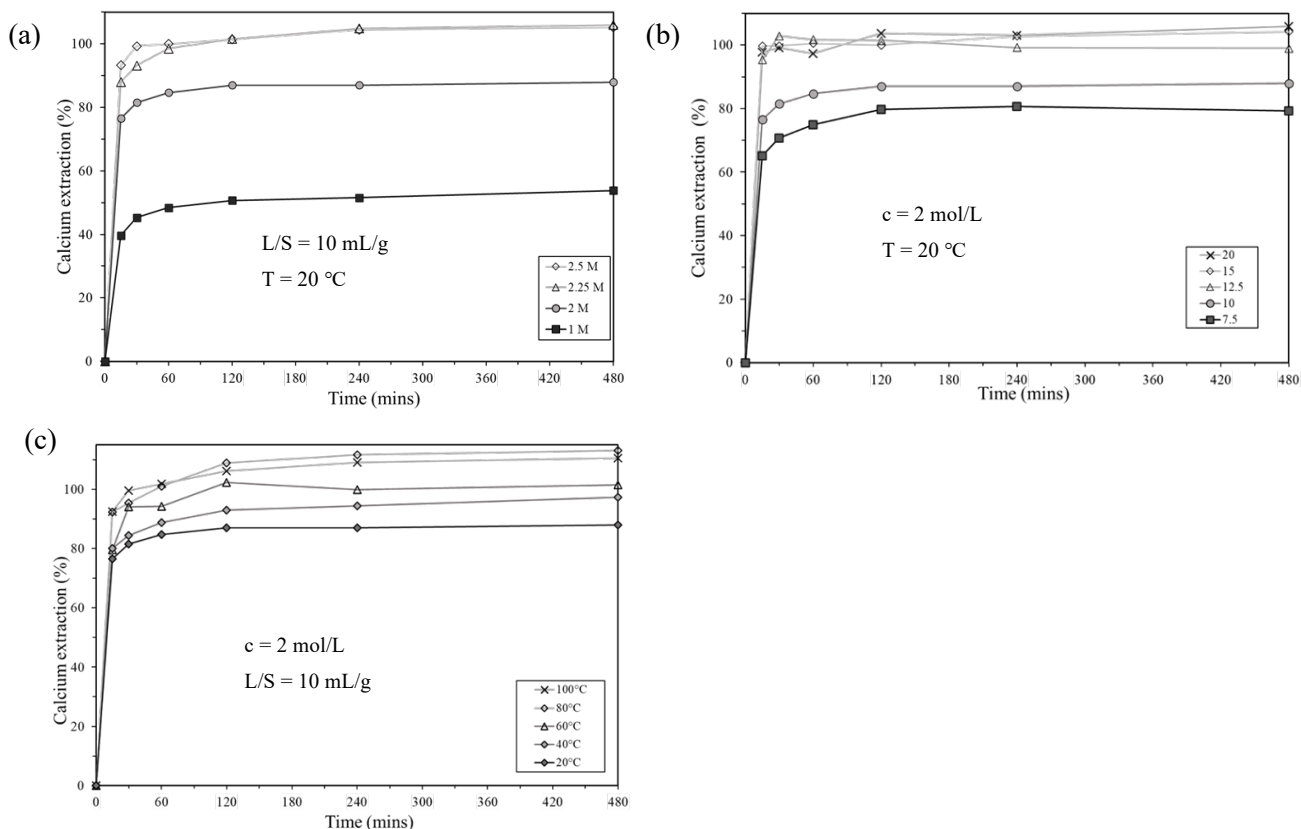 (a)
Calcium extraction (%)
100
80
60
40
20
0
L/S = 10 mL/g
T = 20 °C
2.5 M
2.25 M
2 M
1 M
0 60 120 180 240 300 360 420 480
Time (mins)
(b)
Calcium extraction (%)
100
80
60
40
20
0
c = 2 mol/L
T = 20 °C
20
15
12.5
10
7.5
0 60 120 180 240 300 360 420 480
Time (mins)
(c)
Calcium extraction (%)
100
80
60
40
20
0
c = 2 mol/L
L/S = 10 mL/g
100°C
80°C
60°C
40°C
20°C
0 60 120 180 240 300 360 420 480
Time (mins)